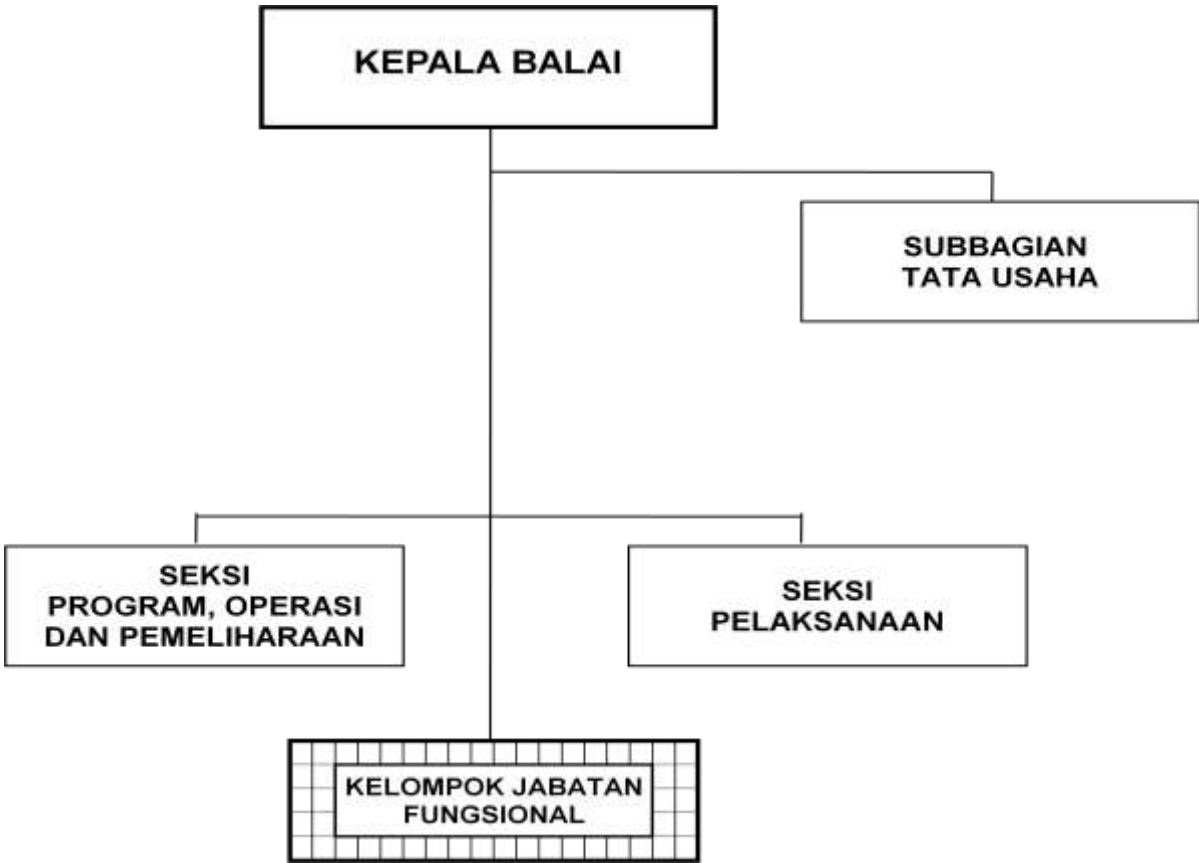 KEPALA BALAI
SUBBAGIAN
TATA USAHA
SEKSI
PROGRAM, OPERASI
DAN PEMELIHARAAN
SEKSI
PELAKSANAAN
KELOMPOK JABATAN
FUNGSIONAL